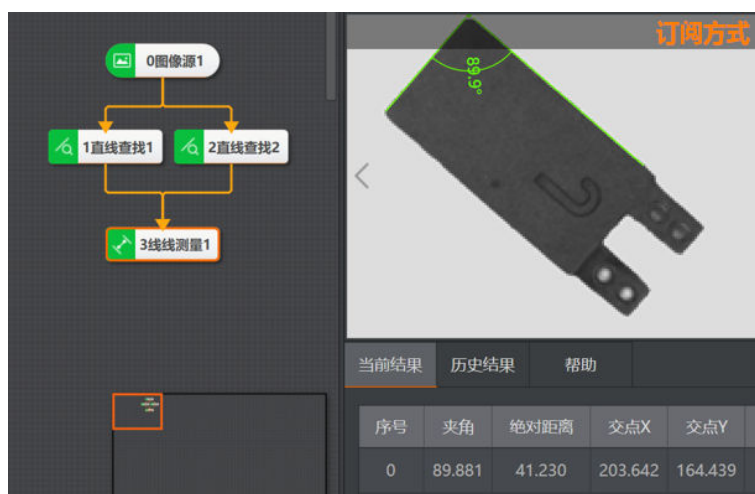 0图像源1
1直线查找1
2直线查找2
3线线测量1
订阅方式
89.9°
当前结果 历史结果 帮助
序号 夹角 绝对距离 交点X 交点Y
0 89.881 41.230 203.642 164.439